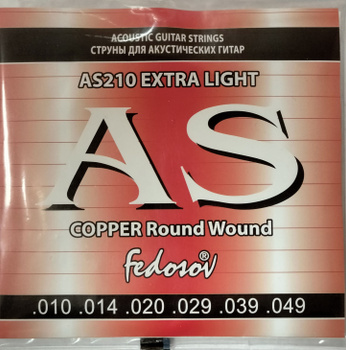 ACOUSTIC GUITAR STRINGS
СТРУНЫ ДЛЯ АКУСТИЧЕСКИХ ГИТАР
AS210 EXTRA LIGHT
AS
COPPER Round Wound
fedosov®
.010 .014 .020 .029 .039 .049